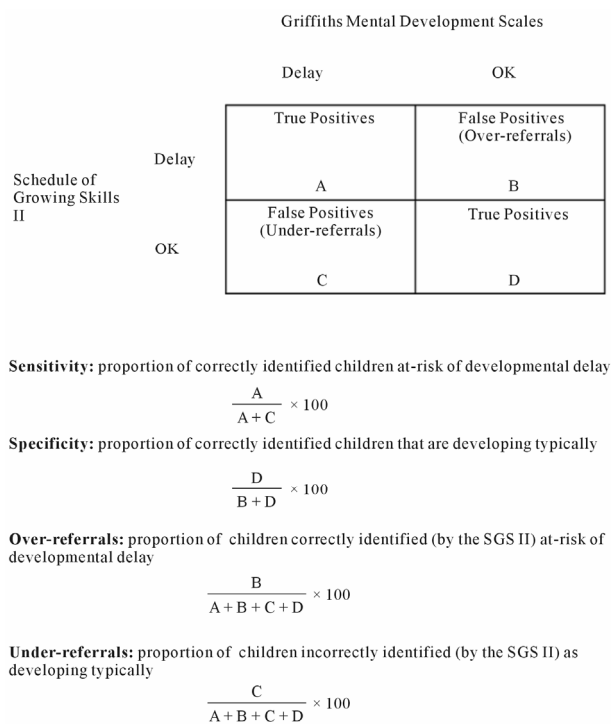 Griffiths Mental Development Scales
Delay OK
True Positives False Positives
(Over-referrals)
Delay
A B
Schedule of
Growing Skills
II
False Positives True Positives
(Under-referrals)
OK
C D
Sensitivity: proportion of correctly identified children at-risk of developmental delay
A
A + C
× 100
Specificity: proportion of correctly identified children that are developing typically
D
B + D
× 100
Over-referrals: proportion of children correctly identified (by the SGS II) at-risk of
developmental delay
B
A + B + C + D
× 100
Under-referrals: proportion of children incorrectly identified (by the SGS II) as
developing typically
C
A + B + C + D
× 100